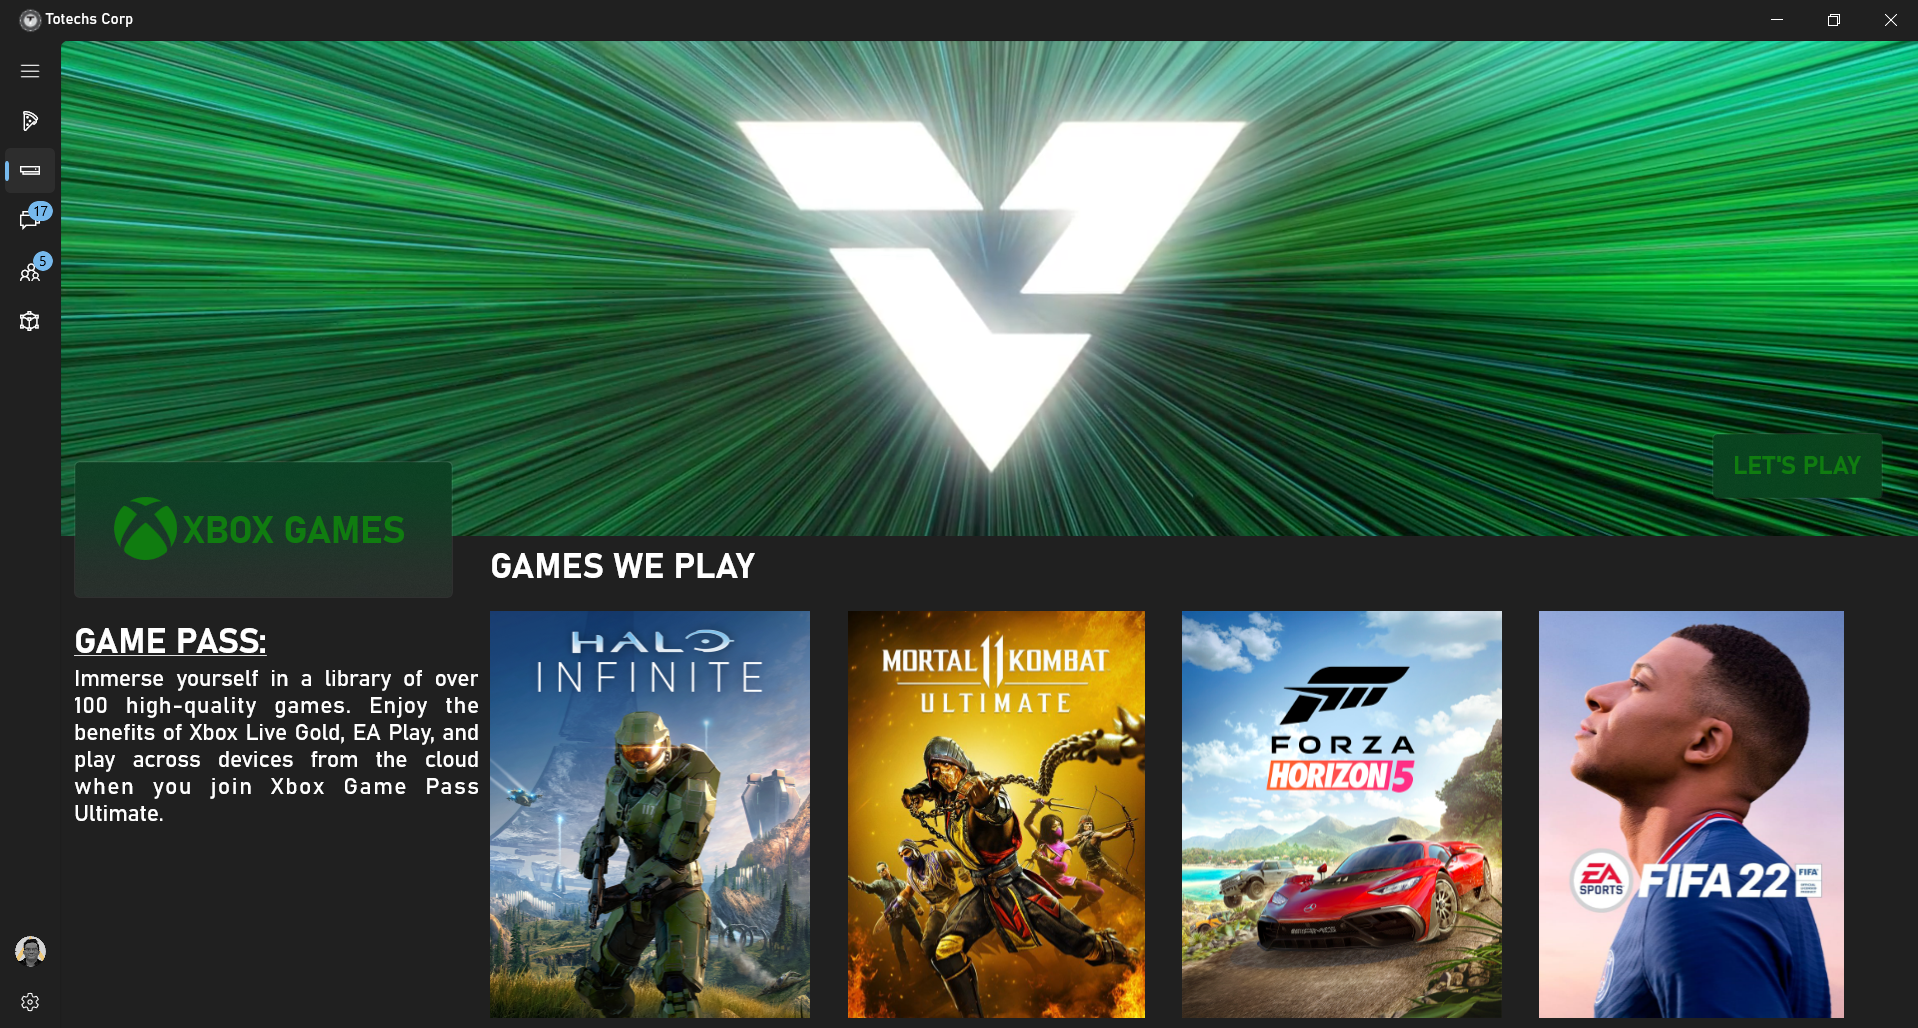 Totechs Corp
17
5
LET'S PLAY
XBOX GAMES
GAMES WE PLAY
GAME PASS:
Immerse yourself in a library of over
100 high-quality games. Enjoy the
benefits of Xbox Live Gold, EA Play, and
play across devices from the cloud
when you join Xbox Game Pass
Ultimate.
HALO
INFINITE
MORTAL 11 KOMBAT
ULTIMATE
FORZA
HORIZON 5
EA
SPORTS
FIFA 22
FIFA